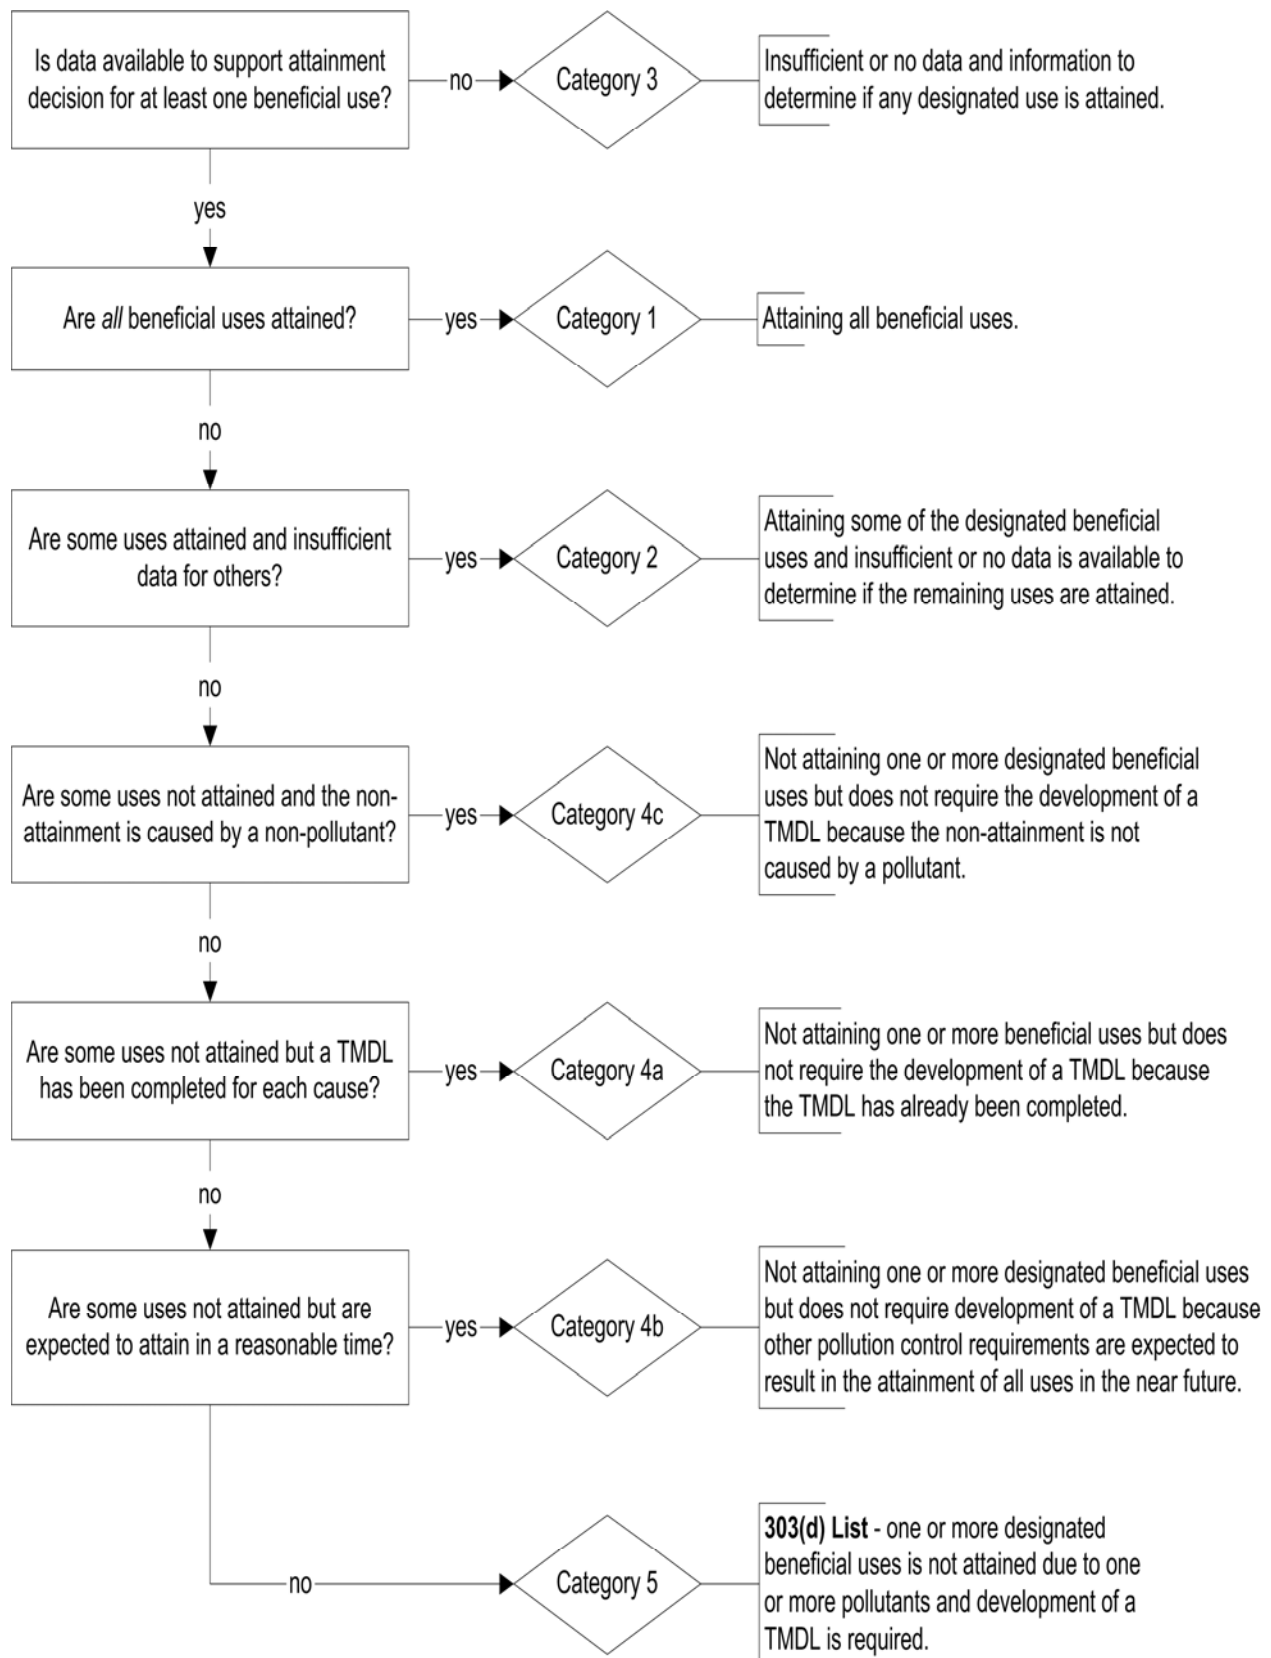 Is data available to support attainment
decision for at least one beneficial use?
no
Category 3
Insufficient or no data and information to
determine if any designated use is attained.
yes
Are all beneficial uses attained?
yes
Category 1
Attaining all beneficial uses.
no
Are some uses attained and insufficient
data for others?
yes
Category 2
Attaining some of the designated beneficial
uses and insufficient or no data is available to
determine if the remaining uses are attained.
no
Are some uses not attained and the non-
attainment is caused by a non-pollutant?
yes
Category 4c
Not attaining one or more designated beneficial
uses but does not require the development of a
TMDL because the non-attainment is not
caused by a pollutant.
no
Are some uses not attained but a TMDL
has been completed for each cause?
yes
Category 4a
Not attaining one or more beneficial uses but does
not require the development of a TMDL because
the TMDL has already been completed.
no
Are some uses not attained but are
expected to attain in a reasonable time?
yes
Category 4b
Not attaining one or more designated beneficial uses
but does not require development of a TMDL because
other pollution control requirements are expected to
result in the attainment of all uses in the near future.
no
Category 5
303(d) List - one or more designated
beneficial uses is not attained due to one
or more pollutants and development of a
TMDL is required.